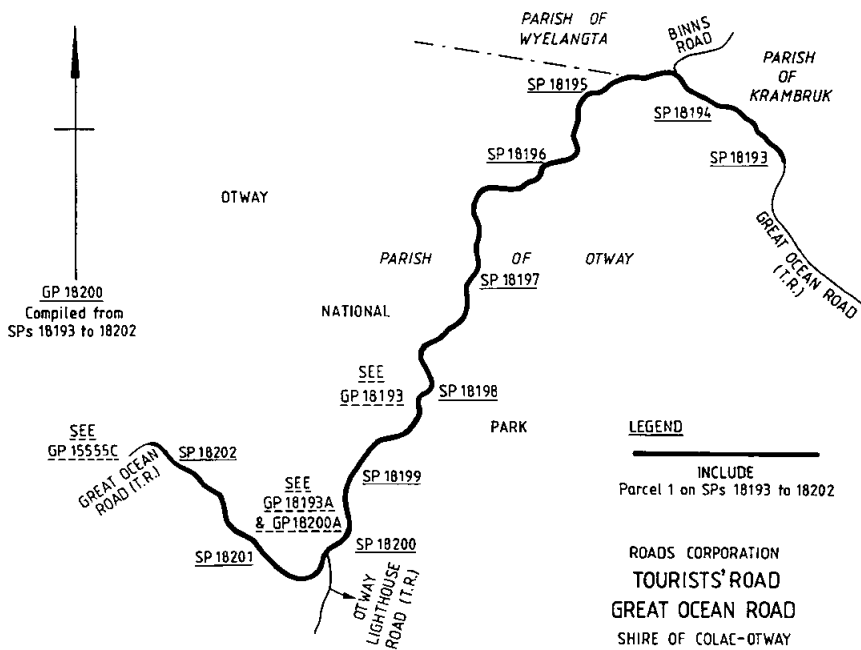 PARISH OF
WYELANGTA
BINNS
ROAD
PARISH
OF
KRAMBRUK
SP 18195
SP 18194
SP 18193
SP 18196
OTWAY
GREAT OCEAN ROAD
(T.R.)
PARISH OF OTWAY
SP 18197
GP 18200
Compiled from
SPs 18193 to 18202
NATIONAL
SEE
GP 18193
SP 18198
PARK
SEE
GP 15555C
GREAT OCEAN
ROAD (T.R.)
SP 18202
SEE
GP 18193A
& GP 18200A
SP 18199
SP 18201
SP 18200
OTWAY
LIGHTHOUSE
ROAD (T.R.)
LEGEND
INCLUDE
Parcel 1 on SPs 18193 to 18202
ROADS CORPORATION
TOURISTS' ROAD
GREAT OCEAN ROAD
SHIRE OF COLAC-OTWAY